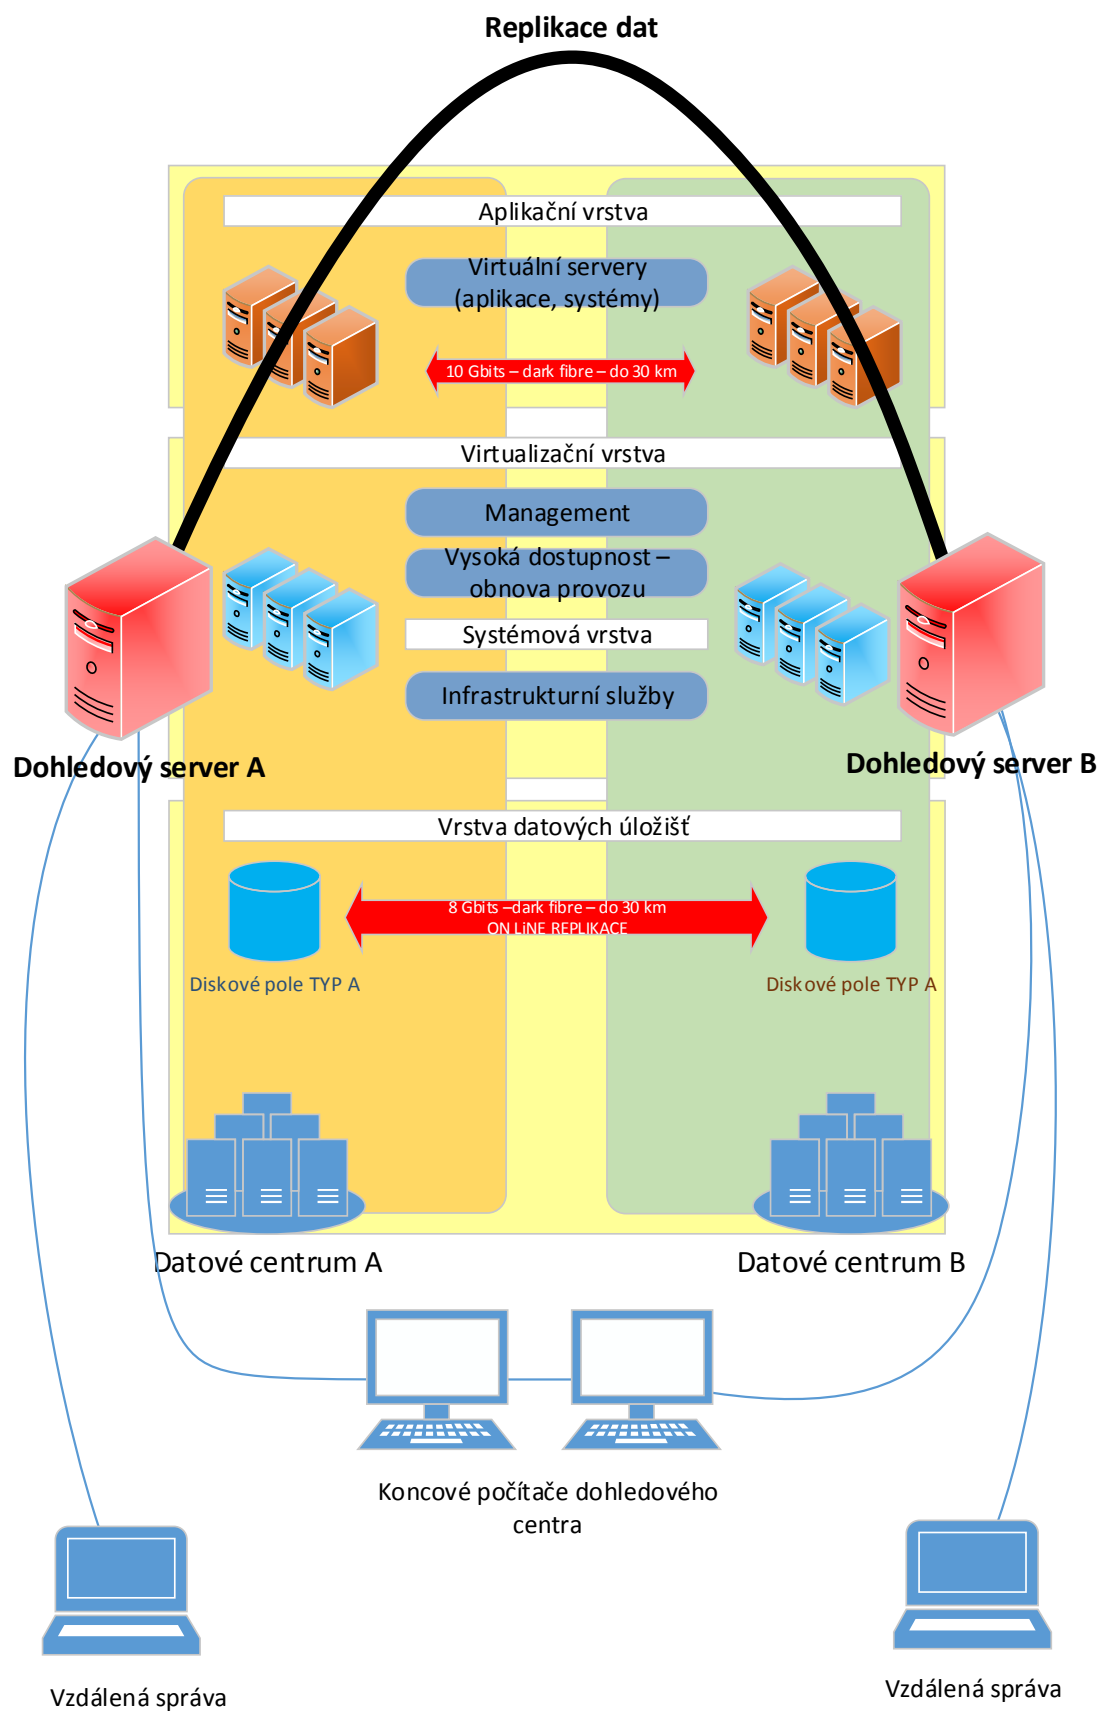 Replikace dat
Aplikační vrstva
Virtuální servery
(aplikace, systémy)
10 Gbits – dark fibre – do 30 km
Virtualizační vrstva
Management
Vysoká dostupnost –
obnova provozu
Systémová vrstva
Infrastrukturní služby
Dohledový server A
Dohledový server B
Vrstva datových úložišť
8 Gbits –dark fibre – do 30 km
ON LiNE REPLIKACE
Diskové pole TYP A
Diskové pole TYP A
Datové centrum A
Datové centrum B
Koncové počítače dohledového
centra
Vzdálená správa
Vzdálená správa